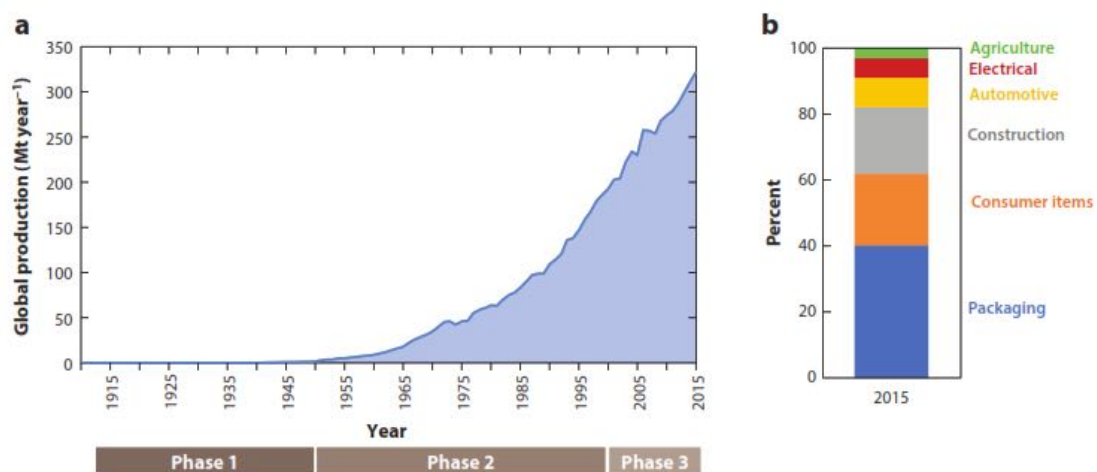 a
Global production (Mt year⁻¹)
350
300
250
200
150
100
50
0
1915
1925
1935
1945
1955
1965
1975
1985
1995
2005
2015
Year
Phase 1
Phase 2
Phase 3
b
Percent
100
80
60
40
20
0
Agriculture
Electrical
Automotive
Construction
Consumer items
Packaging
2015